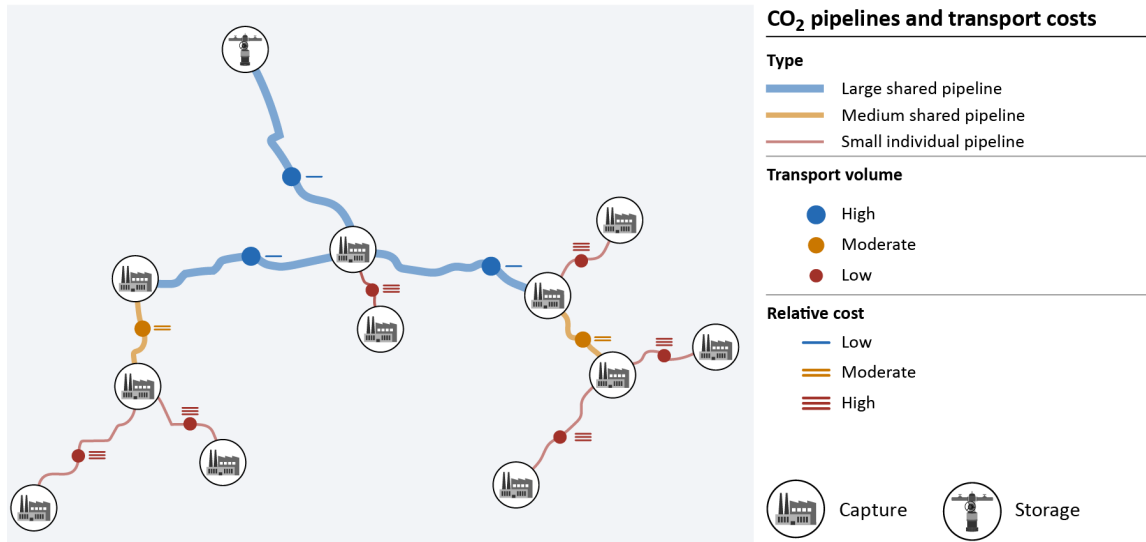 CO₂ pipelines and transport costs
Type
Large shared pipeline
Medium shared pipeline
Small individual pipeline
Transport volume
High
Moderate
Low
Relative cost
Low
Moderate
High
Capture
Storage